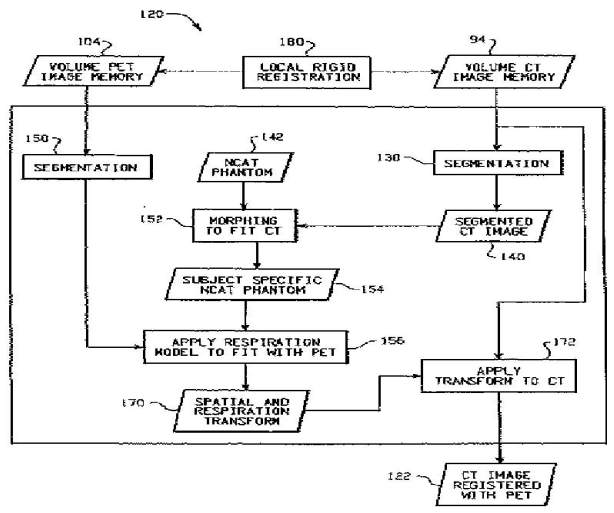 120
104
180
94
VOLUME PET
IMAGE MEMORY
LOCAL RIGID
REGISTRATION
VOLUME CT
IMAGE MEMORY
150
SEGMENTATION
142
NCAT
PHANTOM
130
SEGMENTATION
152
MORPHING
TO FIT CT
SEGMENTED
CT IMAGE
140
SUBJECT SPECIFIC
NCAT PHANTOM
154
APPLY RESPIRATION
MODEL TO FIT WITH PET
156
172
APPLY
TRANSFORM TO CT
170
SPATIAL AND
RESPIRATION
TRANSFORM
122
CT IMAGE
REGISTERED
WITH PET